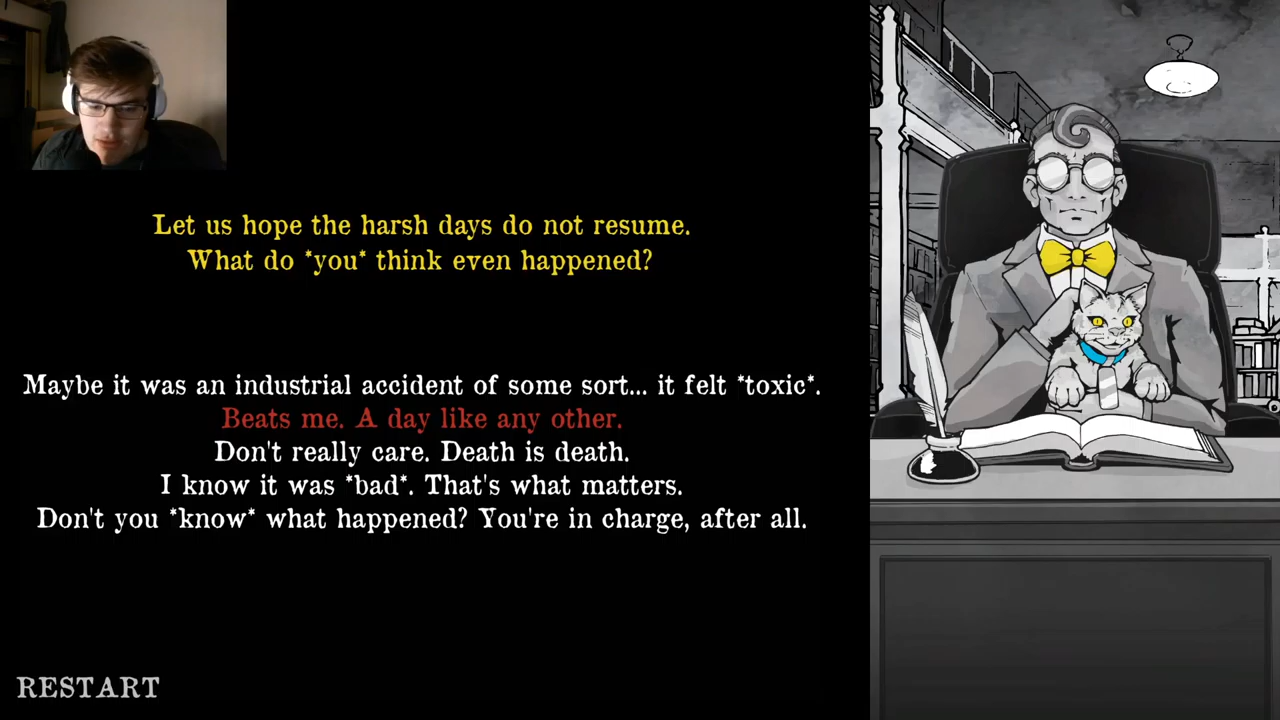 Let us hope the harsh days do not resume.
What do *you* think even happened?
Maybe it was an industrial accident of some sort... it felt *toxic*.
Beats me. A day like any other.
Don't really care. Death is death.
I know it was *bad*. That's what matters.
Don't you *know* what happened? You're in charge, after all.
RESTART